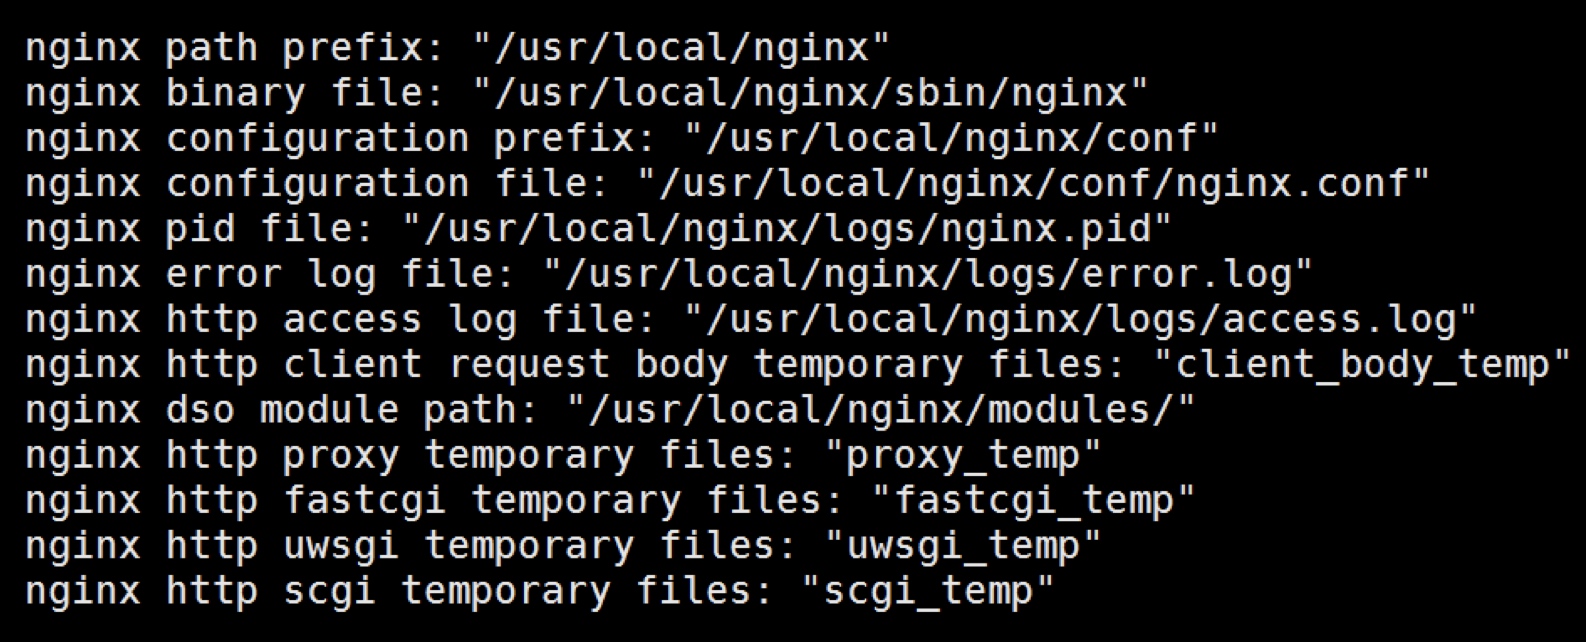 nginx path prefix: "/usr/local/nginx"
nginx binary file: "/usr/local/nginx/sbin/nginx"
nginx configuration prefix: "/usr/local/nginx/conf"
nginx configuration file: "/usr/local/nginx/conf/nginx.conf"
nginx pid file: "/usr/local/nginx/logs/nginx.pid"
nginx error log file: "/usr/local/nginx/logs/error.log"
nginx http access log file: "/usr/local/nginx/logs/access.log"
nginx http client request body temporary files: "client_body_temp"
nginx dso module path: "/usr/local/nginx/modules/"
nginx http proxy temporary files: "proxy_temp"
nginx http fastcgi temporary files: "fastcgi_temp"
nginx http uwsgi temporary files: "uwsgi_temp"
nginx http scgi temporary files: "scgi_temp"